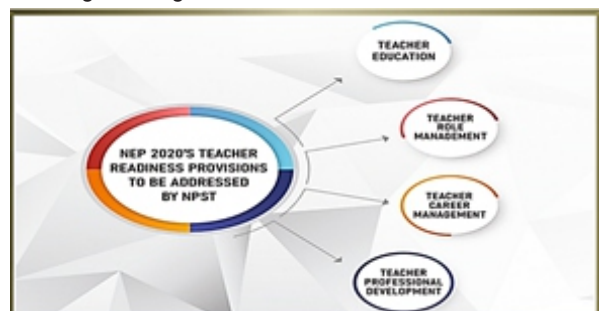 TEACHER
EDUCATION
TEACHER
ROLE
MANAGEMENT
NEP 2020'S TEACHER
READINESS PROVISIONS
TO BE ADDRESSED
BY NPST
TEACHER
CAREER
MANAGEMENT
TEACHER
PROFESSIONAL
DEVELOPMENT